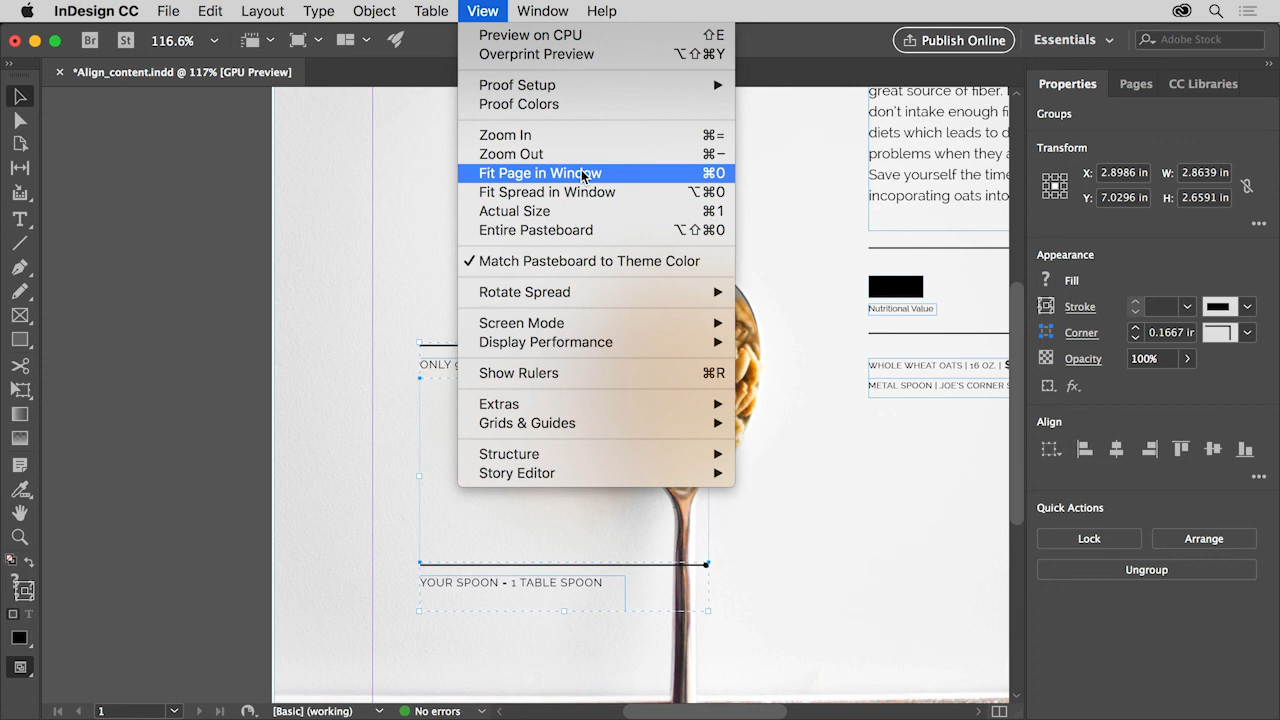 InDesign CC File Edit Layout Type Object Table View Window Help
Br St 116.6% Publish Online Essentials Adobe Stock
*Align_content.indd @ 117% [GPU Preview]
Preview on CPU ⇧E
Overprint Preview ⌥⇧⌘Y
Proof Setup
Proof Colors
Zoom In ⌘=
Zoom Out ⌘−
Fit Page in Window ⌘0
Fit Spread in Window ⌥⌘0
Actual Size ⌘1
Entire Pasteboard ⌥⇧⌘0
✓ Match Pasteboard to Theme Color
Rotate Spread
Screen Mode
Display Performance
Show Rulers ⌘R
Extras
Grids & Guides
Structure
Story Editor
great source of fiber.
don't intake enough fi
diets which leads to d
problems when they a
Save yourself the time
incoporating oats into
Nutritional Value
WHOLE WHEAT OATS | 16 OZ. | $
METAL SPOON | JOE'S CORNER S
ONLY 9
YOUR SPOON - 1 TABLE SPOON
Properties Pages CC Libraries
Groups
Transform
X: 2.8986 in W: 2.8639 in
Y: 7.0296 in H: 2.6591 in
Appearance
? Fill
Stroke
Corner 0.1667 in
Opacity 100%
fx
Align
Quick Actions
Lock Arrange
Ungroup
1 [Basic] (working) No errors